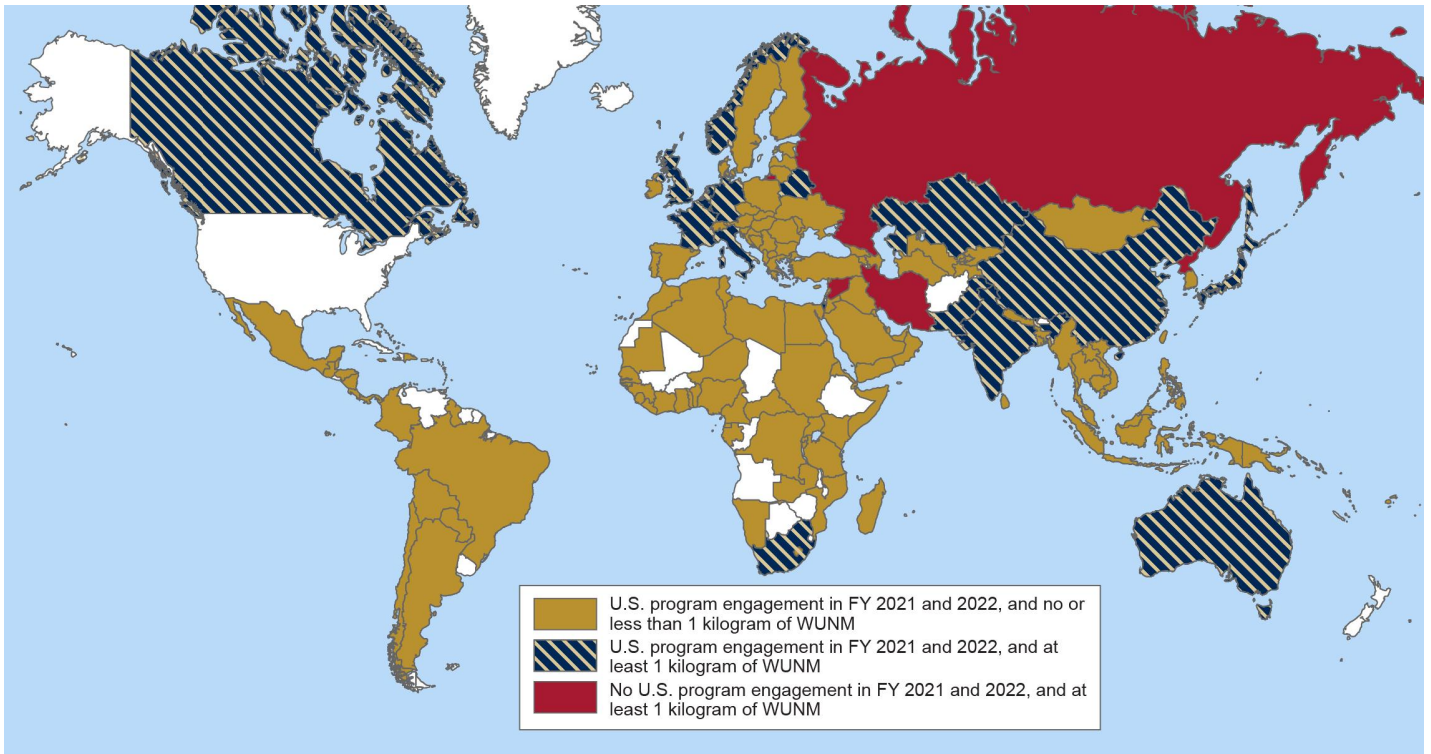 U.S. program engagement in FY 2021 and 2022, and no or
less than 1 kilogram of WUNM
U.S. program engagement in FY 2021 and 2022, and at
least 1 kilogram of WUNM
No U.S. program engagement in FY 2021 and 2022, and at
least 1 kilogram of WUNM